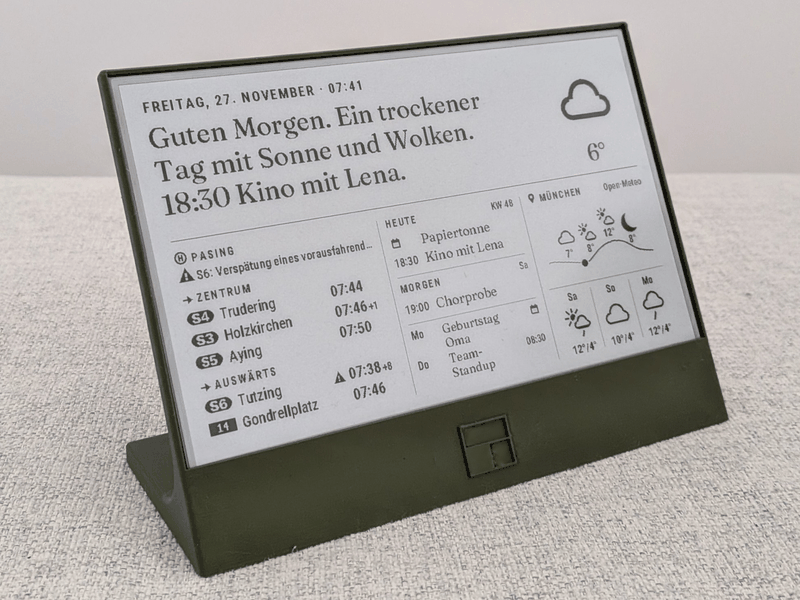 FREITAG, 27. NOVEMBER · 07:41
Guten Morgen. Ein trockener
Tag mit Sonne und Wolken.
18:30 Kino mit Lena.
6°
H PASING
S6: Verspätung eines vorausfahrend…
→ ZENTRUM
S4 Trudering 07:44
S3 Holzkirchen 07:46+1
S5 Aying 07:50
→ AUSWÄRTS
S6 Tutzing 07:38+8
14 Gondrellplatz 07:46
HEUTE KW 48
Papiertonne
18:30 Kino mit Lena
MORGEN Sa
19:00 Chorprobe
Mo Geburtstag
Oma
Do Team- 08:30
Standup
MÜNCHEN Open-Meteo
7° 8° 12° 8°
Sa So Mo
12°/4° 10°/4° 12°/4°